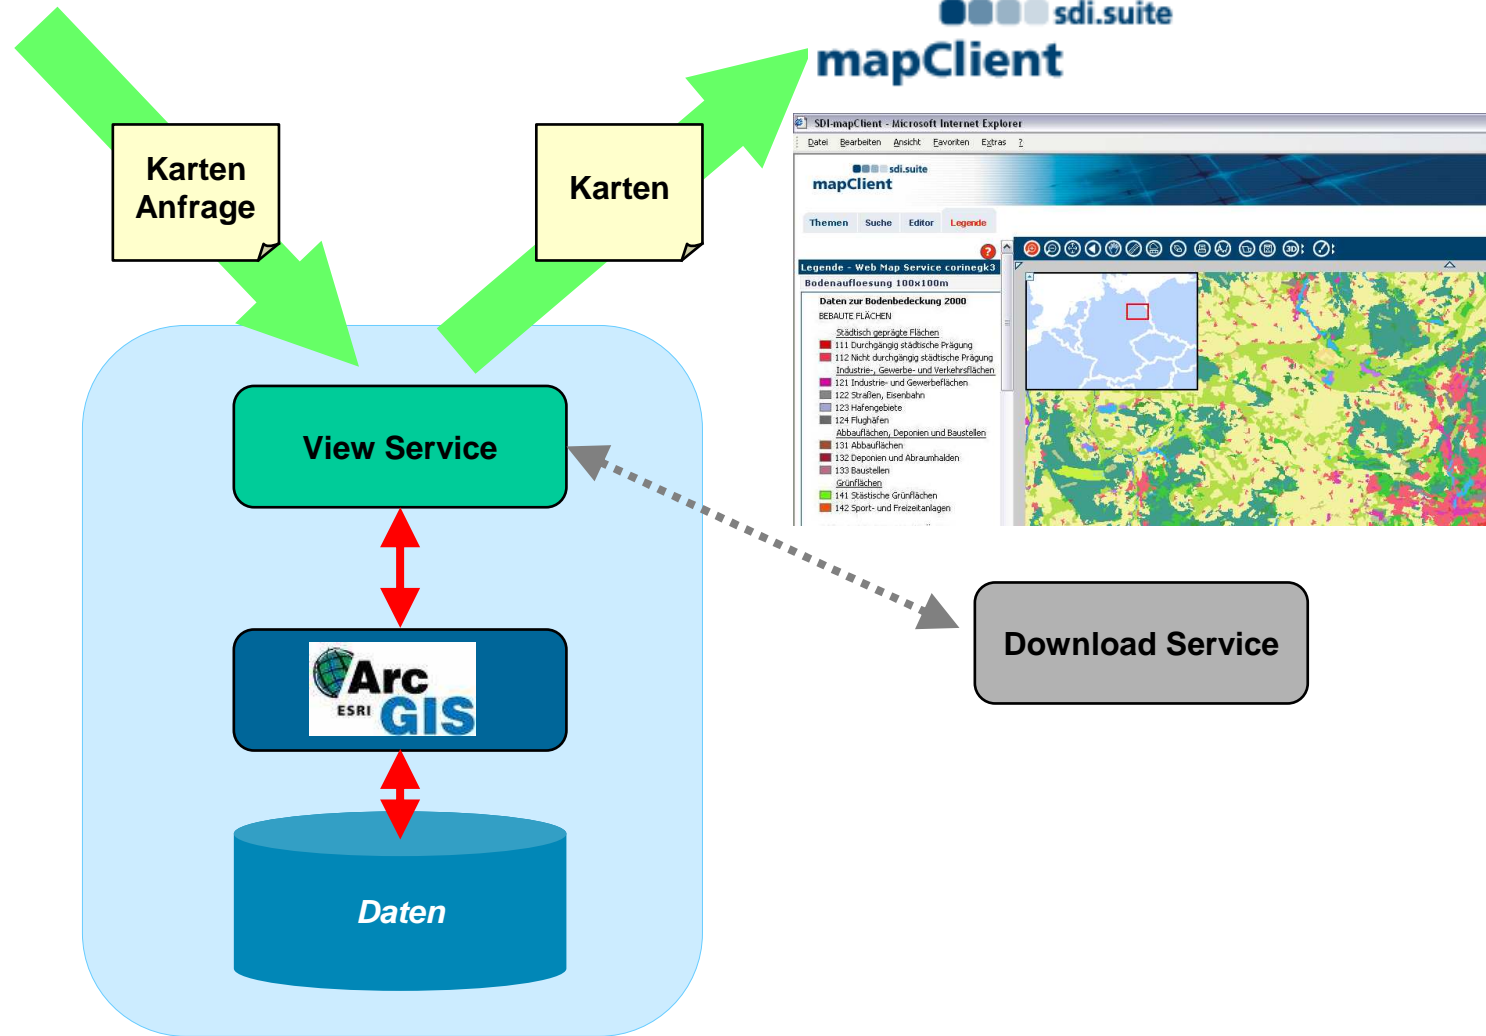 sdi.suite
mapClient
Karten
Anfrage
Karten
SDI-mapClient - Microsoft Internet Explorer
Datei Bearbeiten Ansicht Favoriten Extras ?
sdi.suite
mapClient
Themen Suche Editor Legende
?
3D
Legende - Web Map Service corinegk3
Bodenaufloesung 100x100m
Daten zur Bodenbedeckung 2000
BEBAUTE FLÄCHEN
Städtisch geprägte Flächen
111 Durchgängig städtische Prägung
112 Nicht durchgängig städtische Prägung
Industrie-, Gewerbe- und Verkehrsflächen
121 Industrie- und Gewerbeflächen
122 Straßen, Eisenbahn
123 Hafengebiete
124 Flughäfen
Abbauflächen, Deponien und Baustellen
131 Abbauflächen
132 Deponien und Abraumhalden
133 Baustellen
Grünflächen
141 Stästische Grünflächen
142 Sport- und Freizeitanlagen
View Service
Download Service
Arc
ESRI GIS
Daten